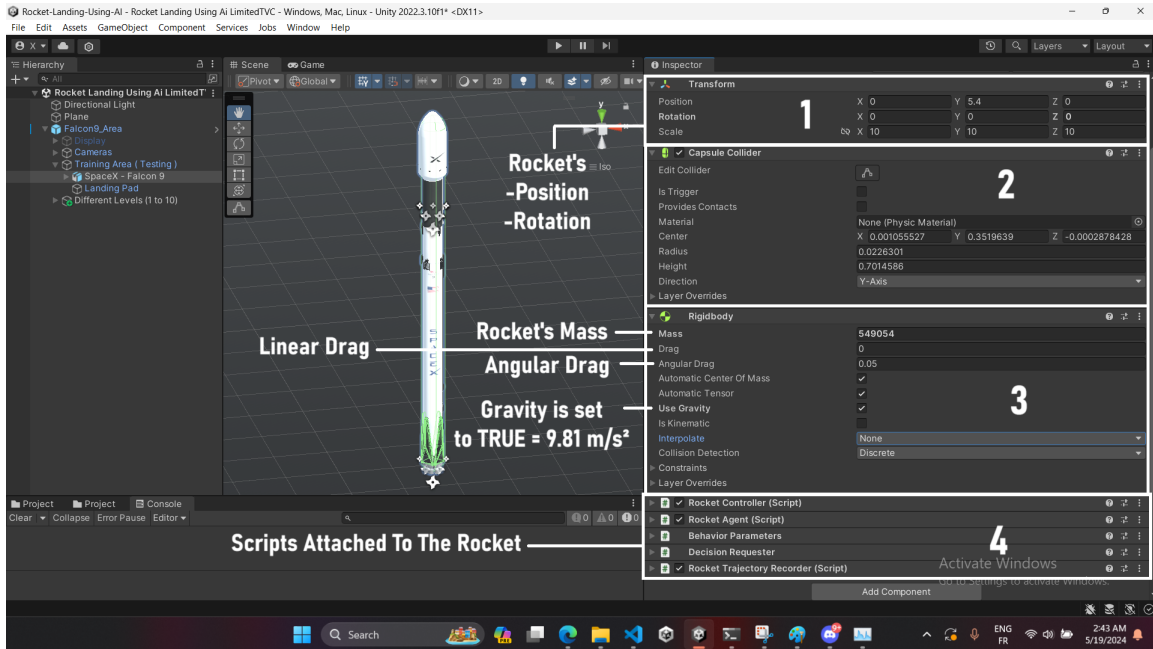 Rocket-Landing-Using-AI - Rocket Landing Using Ai LimitedTVC - Windows, Mac, Linux - Unity 2022.3.10f1* <DX11>
File Edit Assets GameObject Component Services Jobs Window Help
X
Layers Layout
Hierarchy
All
Rocket Landing Using Ai LimitedT
Directional Light
Plane
Falcon9_Area
Display
Cameras
Training Area ( Testing )
SpaceX - Falcon 9
Landing Pad
Different Levels (1 to 10)
Scene Game
Pivot Global 2D
y
Iso
SPACEX
Rocket's
-Position
-Rotation
Linear Drag
Rocket's Mass
Angular Drag
Gravity is set
to TRUE = 9.81 m/s²
Inspector
Transform
1
Position X 0 Y 5.4 Z 0
Rotation X 0 Y 0 Z 0
Scale X 10 Y 10 Z 10
Capsule Collider
2
Edit Collider
Is Trigger
Provides Contacts
Material None (Physic Material)
Center X 0.001055527 Y 0.3519639 Z -0.0002878428
Radius 0.0226301
Height 0.7014586
Direction Y-Axis
Layer Overrides
Rigidbody
3
Mass 549054
Drag 0
Angular Drag 0.05
Automatic Center Of Mass
Automatic Tensor
Use Gravity
Is Kinematic
Interpolate None
Collision Detection Discrete
Constraints
Layer Overrides
Rocket Controller (Script)
Rocket Agent (Script)
Behavior Parameters
Decision Requester
Rocket Trajectory Recorder (Script)
4
Add Component
Activate Windows
Go to Settings to activate Windows.
Project Project Console
Clear Collapse Error Pause Editor 0 0 0
Scripts Attached To The Rocket
Search
ENG
FR
2:43 AM
5/19/2024